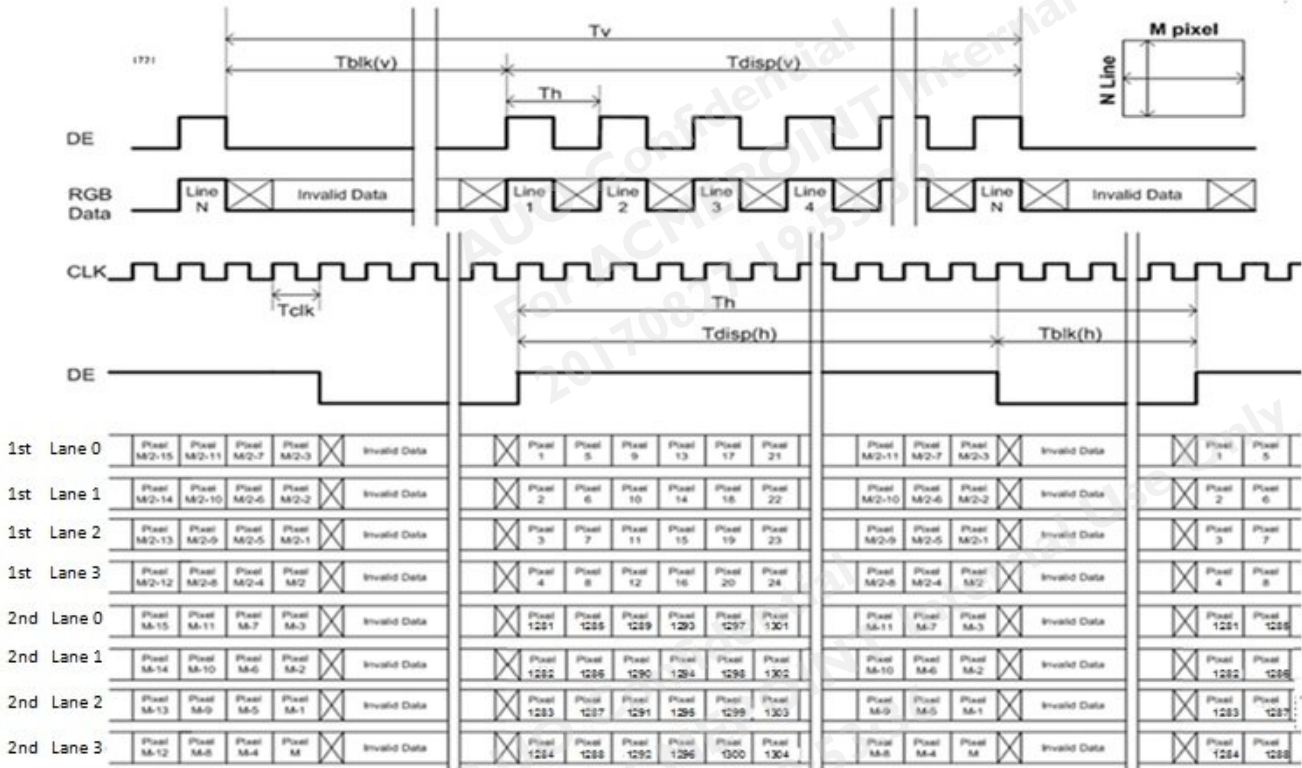 Tv
M pixel
1771
Tblk(v)
Tdisp(v)
Th
N Line
DE
RGB Data
Line N
Invalid Data
Line 1
Line 2
Line 3
Line 4
Line N
Invalid Data
CLK
Tclk
Th
Tdisp(h)
Tblk(h)
DE
1st Lane 0 Pixel M/2-15 Pixel M/2-11 Pixel M/2-7 Pixel M/2-3 Invalid Data Pixel 1 Pixel 5 Pixel 9 Pixel 13 Pixel 17 Pixel 21 Pixel M/2-11 Pixel M/2-7 Pixel M/2-3 Invalid Data Pixel 1 Pixel 5
1st Lane 1 Pixel M/2-14 Pixel M/2-10 Pixel M/2-6 Pixel M/2-2 Invalid Data Pixel 2 Pixel 6 Pixel 10 Pixel 14 Pixel 18 Pixel 22 Pixel M/2-10 Pixel M/2-6 Pixel M/2-2 Invalid Data Pixel 2 Pixel 6
1st Lane 2 Pixel M/2-13 Pixel M/2-9 Pixel M/2-5 Pixel M/2-1 Invalid Data Pixel 3 Pixel 7 Pixel 11 Pixel 15 Pixel 19 Pixel 23 Pixel M/2-9 Pixel M/2-5 Pixel M/2-1 Invalid Data Pixel 3 Pixel 7
1st Lane 3 Pixel M/2-12 Pixel M/2-8 Pixel M/2-4 Pixel M/2 Invalid Data Pixel 4 Pixel 8 Pixel 12 Pixel 16 Pixel 20 Pixel 24 Pixel M/2-8 Pixel M/2-4 Pixel M/2 Invalid Data Pixel 4 Pixel 8
2nd Lane 0 Pixel M-15 Pixel M-11 Pixel M-7 Pixel M-3 Invalid Data Pixel 1281 Pixel 1285 Pixel 1289 Pixel 1293 Pixel 1297 Pixel 1301 Pixel M-11 Pixel M-7 Pixel M-3 Invalid Data Pixel 1281 Pixel 1285
2nd Lane 1 Pixel M-14 Pixel M-10 Pixel M-6 Pixel M-2 Invalid Data Pixel 1282 Pixel 1286 Pixel 1290 Pixel 1294 Pixel 1298 Pixel 1302 Pixel M-10 Pixel M-6 Pixel M-2 Invalid Data Pixel 1282 Pixel 1286
2nd Lane 2 Pixel M-13 Pixel M-9 Pixel M-5 Pixel M-1 Invalid Data Pixel 1283 Pixel 1287 Pixel 1291 Pixel 1295 Pixel 1299 Pixel 1303 Pixel M-9 Pixel M-5 Pixel M-1 Invalid Data Pixel 1283 Pixel 1287
2nd Lane 3 Pixel M-12 Pixel M-8 Pixel M-4 Pixel M Invalid Data Pixel 1284 Pixel 1288 Pixel 1292 Pixel 1296 Pixel 1300 Pixel 1304 Pixel M-8 Pixel M-4 Pixel M Invalid Data Pixel 1284 Pixel 1288
AUO Confidential
For ACMEPOINT Internal Use Only